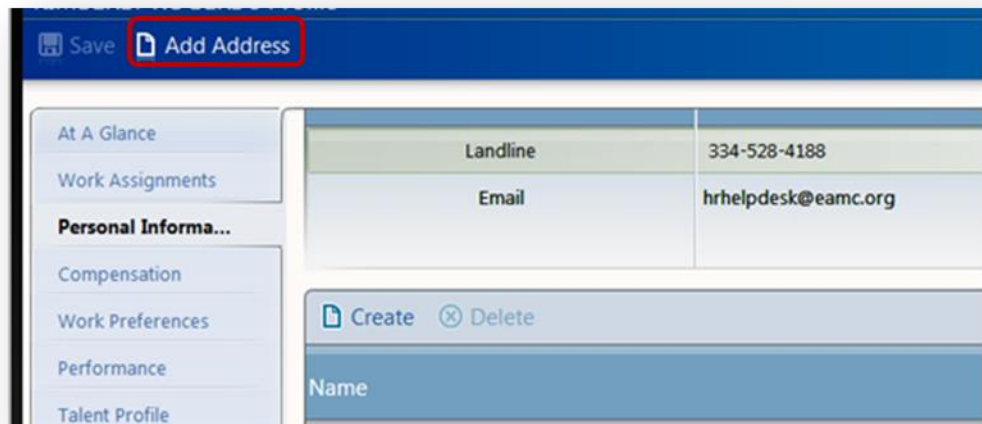 Save Add Address
At A Glance
Work Assignments
Personal Informa...
Compensation
Work Preferences
Performance
Talent Profile
Landline 334-528-4188
Email hrhelpdesk@eamc.org
Create Delete
Name